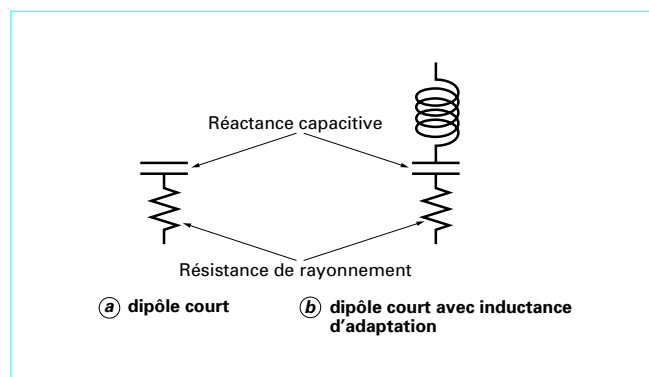 Réactance capacitive
Résistance de rayonnement
a dipôle court
b dipôle court avec inductance
d'adaptation